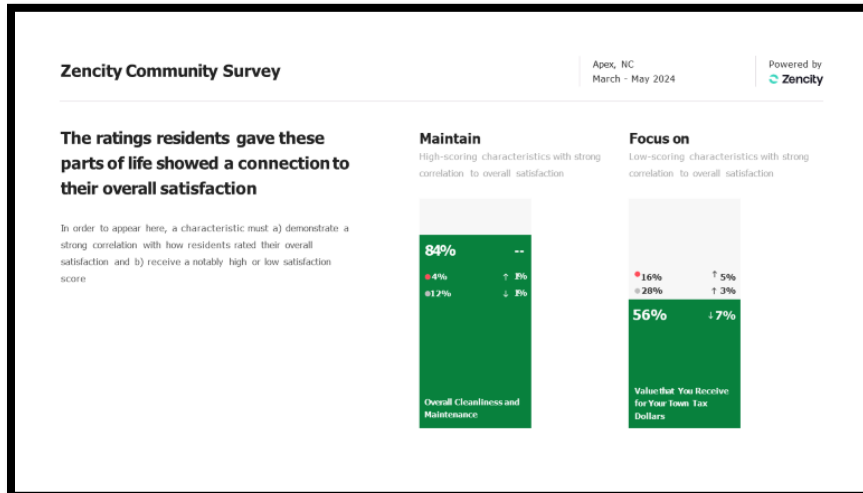 Zencity Community Survey
Apex, NC
March - May 2024
Powered by
Zencity
The ratings residents gave these
parts of life showed a connection to
their overall satisfaction
In order to appear here, a characteristic must a) demonstrate a
strong correlation with how residents rated their overall
satisfaction and b) receive a notably high or low satisfaction
score
Maintain
High-scoring characteristics with strong
correlation to overall satisfaction
84% --
4% ↑ 1%
12% ↓ 1%
Overall Cleanliness and
Maintenance
Focus on
Low-scoring characteristics with strong
correlation to overall satisfaction
16% ↑ 5%
28% ↑ 3%
56% ↓7%
Value that You Receive
for Your Town Tax
Dollars